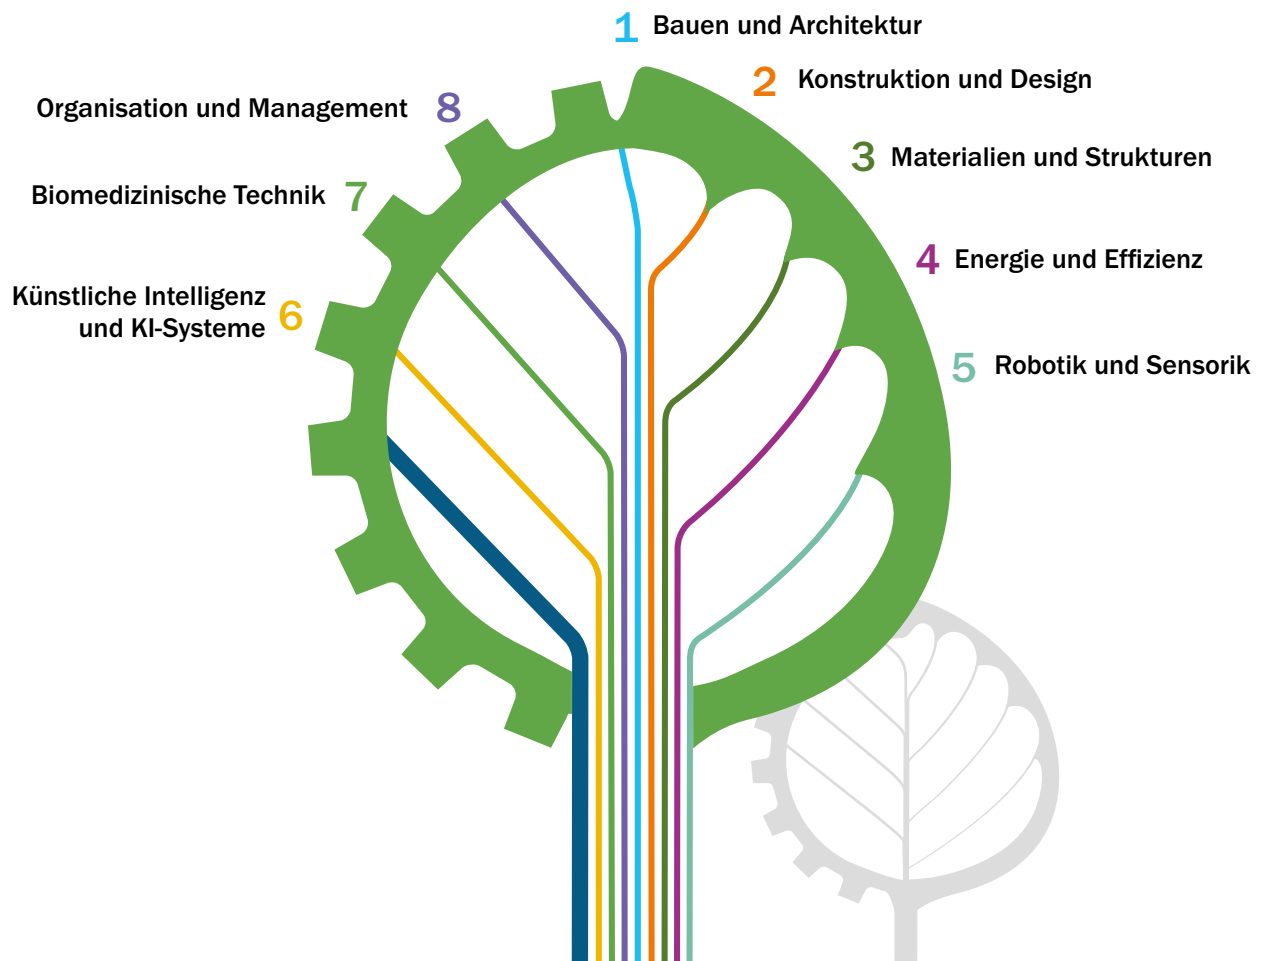 1 Bauen und Architektur
2 Konstruktion und Design
3 Materialien und Strukturen
4 Energie und Effizienz
5 Robotik und Sensorik
Künstliche Intelligenz
und KI-Systeme 6
Biomedizinische Technik 7
Organisation und Management 8